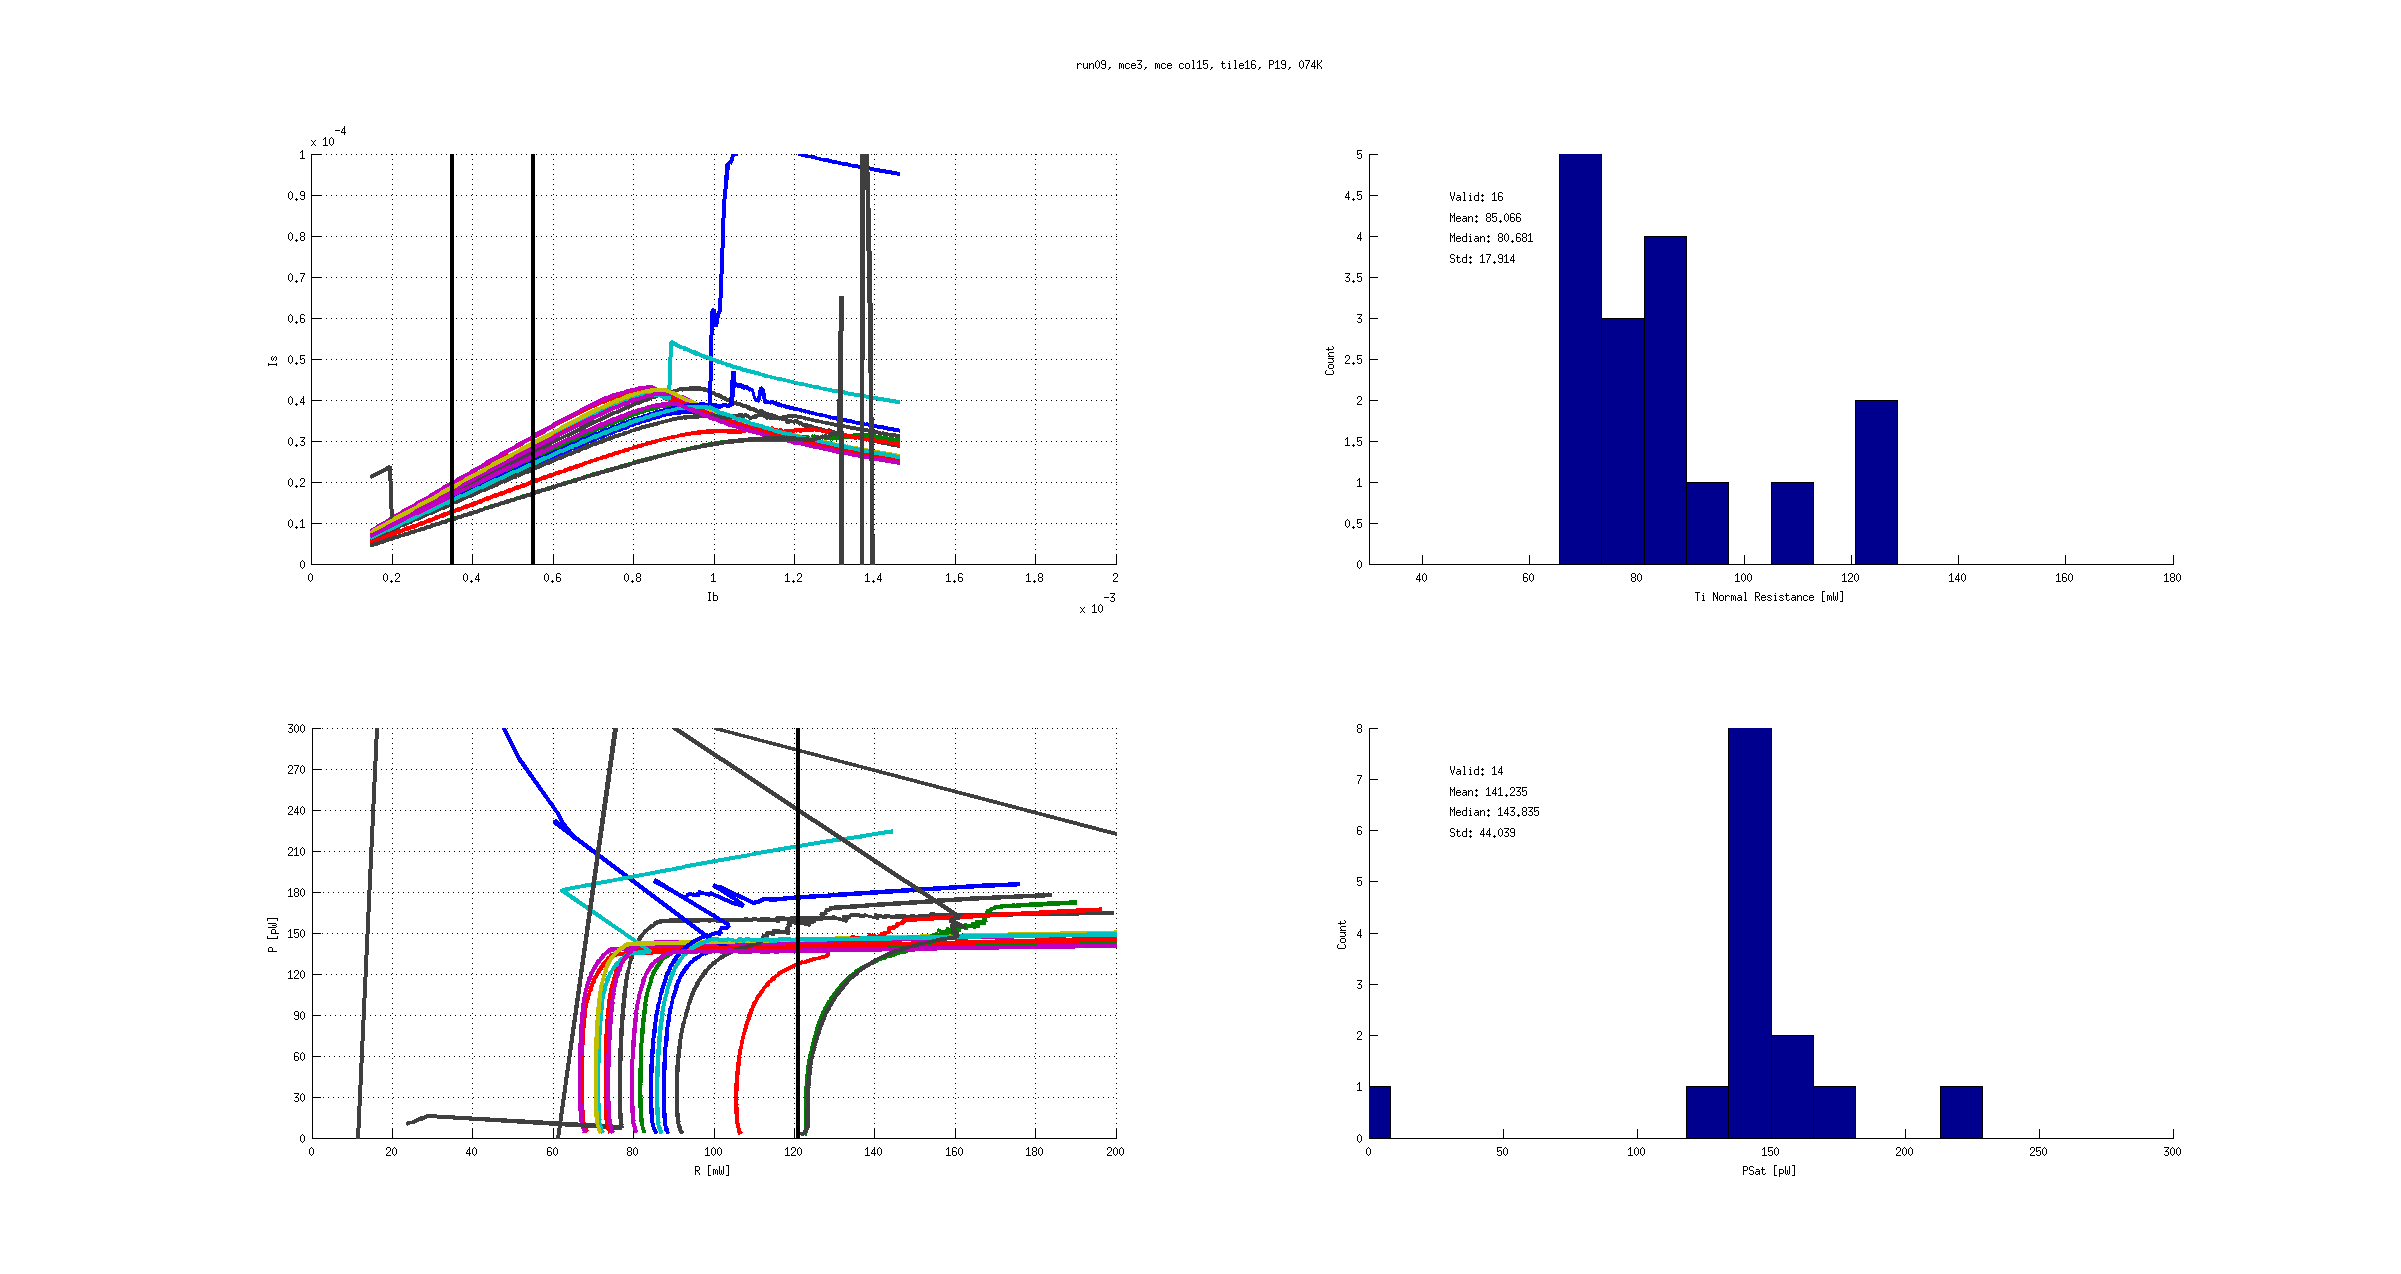 run09, mce3, mce col15, tile16, P19, 074K
x 10^-4
1
0.9
0.8
0.7
0.6
0.5
0.4
0.3
0.2
0.1
0
Is
0 0.2 0.4 0.6 0.8 1 1.2 1.4 1.6 1.8 2
Ib
x 10^-3
5
4.5
4
3.5
3
2.5
2
1.5
1
0.5
0
Count
Valid: 16
Mean: 85.066
Median: 80.681
Std: 17.914
40 60 80 100 120 140 160 180
Ti Normal Resistance [mW]
300
270
240
210
180
150
120
90
60
30
0
P [pW]
0 20 40 60 80 100 120 140 160 180 200
R [mW]
8
7
6
5
4
3
2
1
0
Count
Valid: 14
Mean: 141.235
Median: 143.835
Std: 44.039
0 50 100 150 200 250 300
PSat [pW]